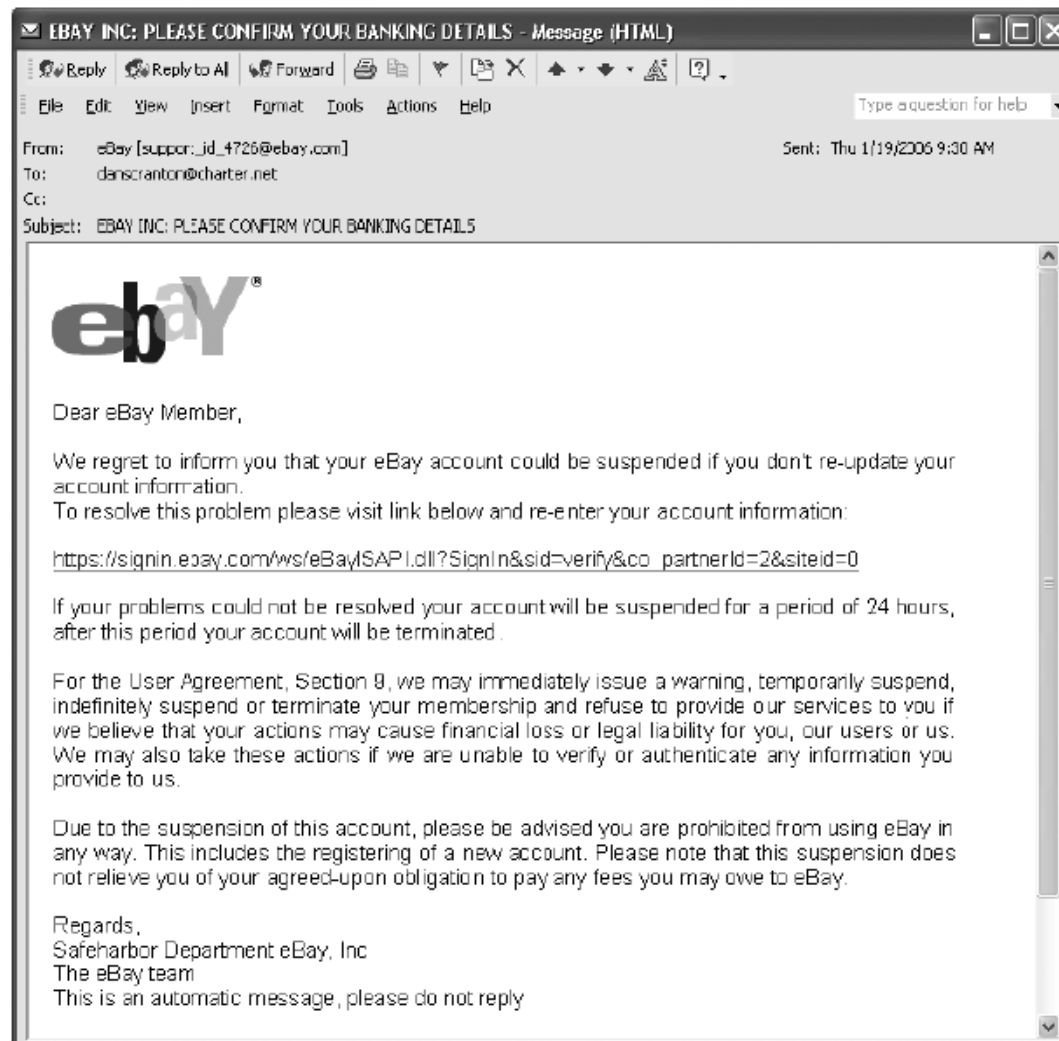 EBAY INC: PLEASE CONFIRM YOUR BANKING DETAILS - Message (HTML)
Reply Reply to All Forward
File Edit View Insert Format Tools Actions Help Type a question for help
From: eBay [support_id_4726@ebay.com] Sent: Thu 1/19/2006 9:30 AM
To: danscranton@charter.net
Cc:
Subject: EBAY INC: PLEASE CONFIRM YOUR BANKING DETAILS
ebaY®
Dear eBay Member,
We regret to inform you that your eBay account could be suspended if you don't re-update your
account information.
To resolve this problem please visit link below and re-enter your account information:
https://signin.ebay.com/ws/eBayISAPI.dll?SignIn&sid=verify&co_partnerId=2&siteid=0
If your problems could not be resolved your account will be suspended for a period of 24 hours,
after this period your account will be terminated.
For the User Agreement, Section 9, we may immediately issue a warning, temporarily suspend,
indefinitely suspend or terminate your membership and refuse to provide our services to you if
we believe that your actions may cause financial loss or legal liability for you, our users or us.
We may also take these actions if we are unable to verify or authenticate any information you
provide to us.
Due to the suspension of this account, please be advised you are prohibited from using eBay in
any way. This includes the registering of a new account. Please note that this suspension does
not relieve you of your agreed-upon obligation to pay any fees you may owe to eBay.
Regards,
Safeharbor Department eBay, Inc
The eBay team
This is an automatic message, please do not reply